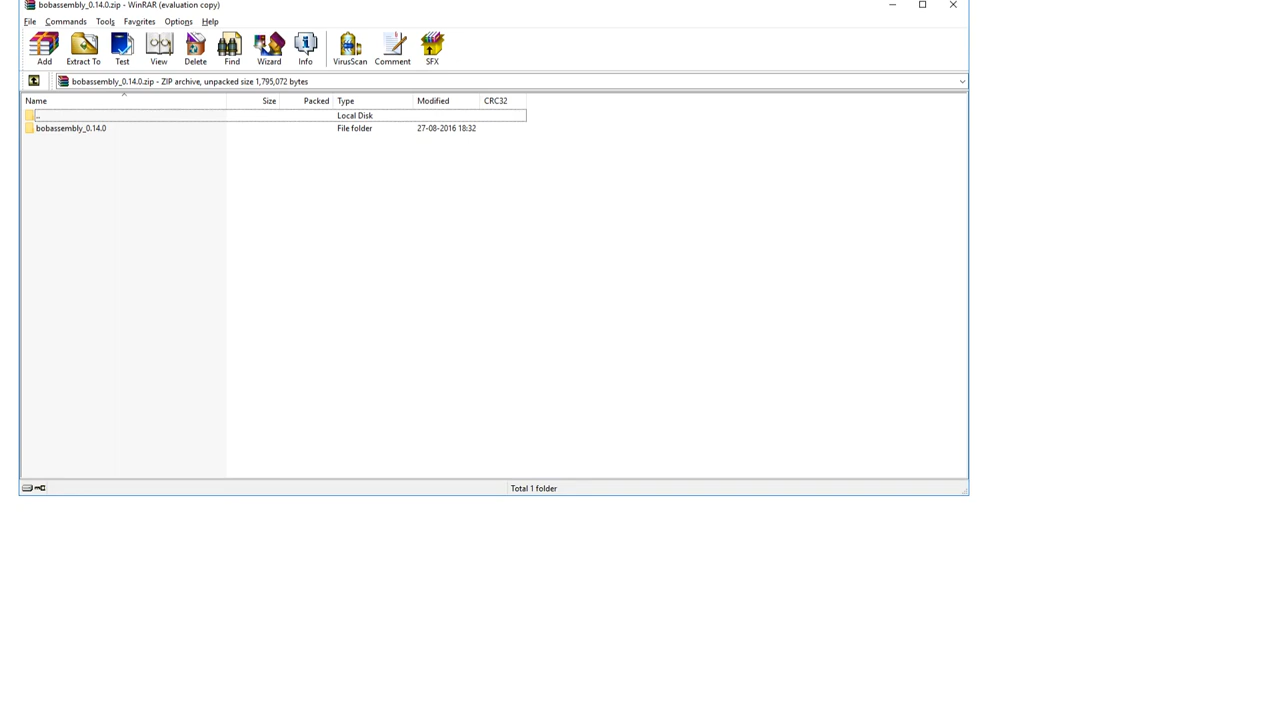 bobassembly_0.14.0.zip - WinRAR (evaluation copy)
File Commands Tools Favorites Options Help
Add Extract To Test View Delete Find Wizard Info VirusScan Comment SFX
bobassembly_0.14.0.zip - ZIP archive, unpacked size 1,795,072 bytes
Name Size Packed Type Modified CRC32
.. Local Disk
bobassembly_0.14.0 File folder 27-08-2016 18:32
Total 1 folder